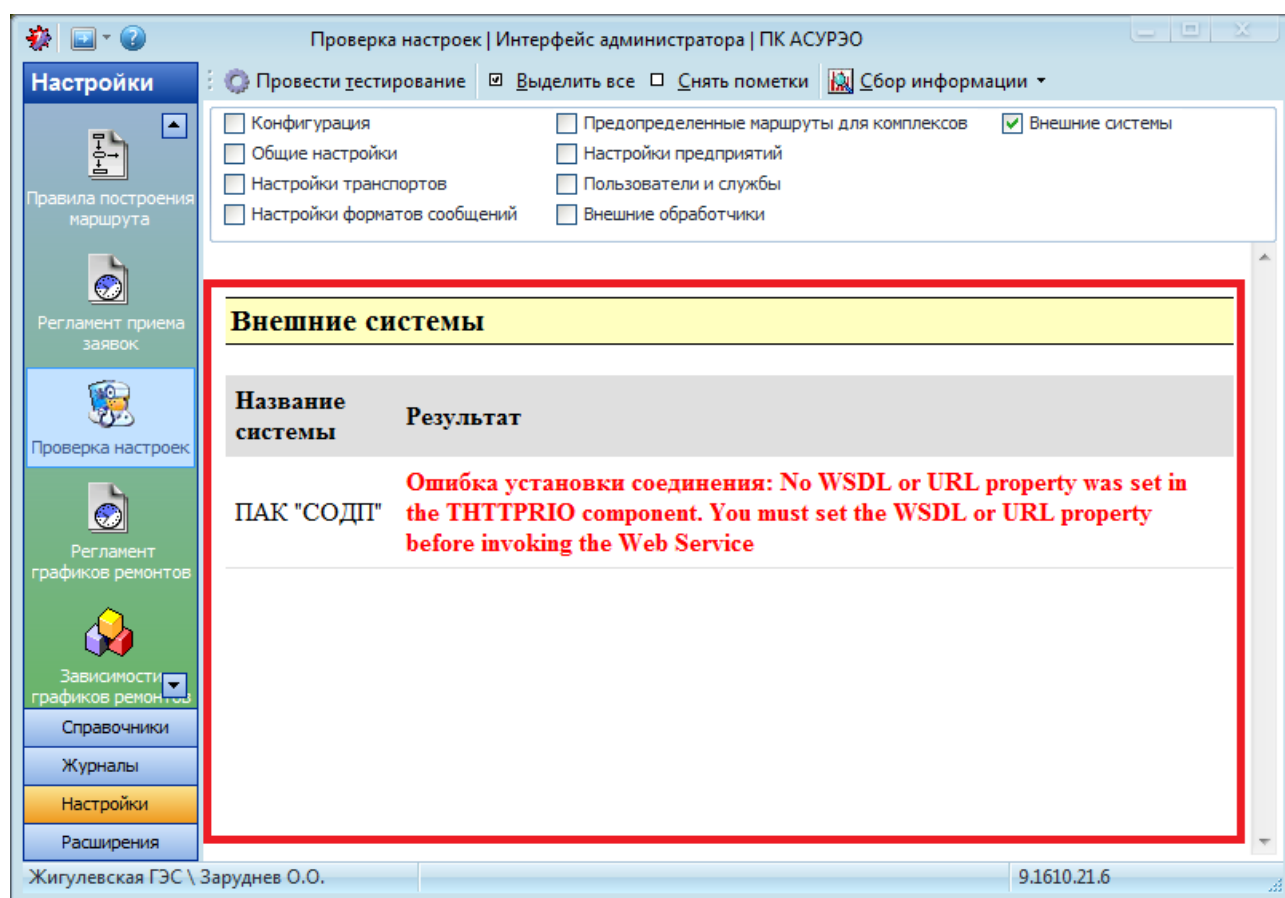 Проверка настроек | Интерфейс администратора | ПК АСУРЭО
Настройки
Провести тестирование
Выделить все
Снять пометки
Сбор информации
Конфигурация
Предопределенные маршруты для комплексов
Внешние системы
Общие настройки
Настройки предприятий
Настройки транспортов
Пользователи и службы
Настройки форматов сообщений
Внешние обработчики
Правила построения
маршрута
Регламент приема
заявок
Проверка настроек
Регламент
графиков ремонтов
Зависимости
графиков ремонтов
Справочники
Журналы
Настройки
Расширения
Внешние системы
Название
системы
Результат
ПАК "СОДП"
Ошибка установки соединения: No WSDL or URL property was set in
the THTTPRIO component. You must set the WSDL or URL property
before invoking the Web Service
Жигулевская ГЭС \ Заруднев О.О.
9.1610.21.6